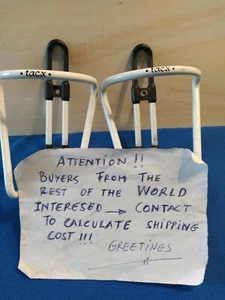 • tacx •
• tacx •
ATTENTION !!
BUYERS FROM THE
REST OF THE WORLD
INTERESED → CONTACT
TO CALCULATE SHIPPING
COST !!!
GREETINGS